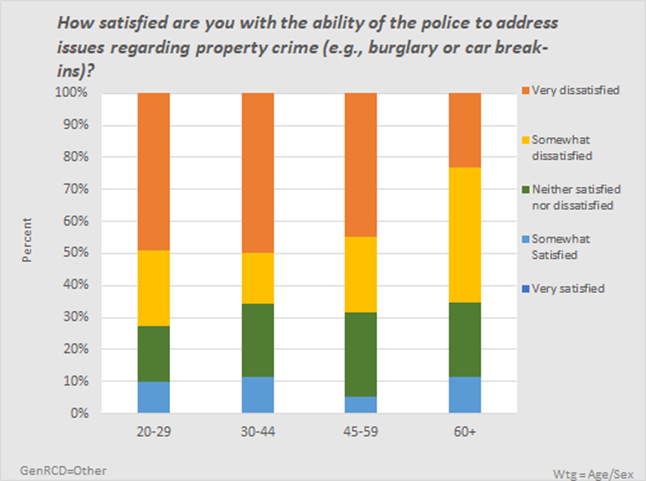 How satisfied are you with the ability of the police to address
issues regarding property crime (e.g., burglary or car break-
ins)?
100%
90%
80%
70%
60%
50%
40%
30%
20%
10%
0%
Percent
20-29
30-44
45-59
60+
Very dissatisfied
Somewhat
dissatisfied
Neither satisfied
nor dissatisfied
Somewhat
Satisfied
Very satisfied
GenRCD=Other
Wtg = Age/Sex